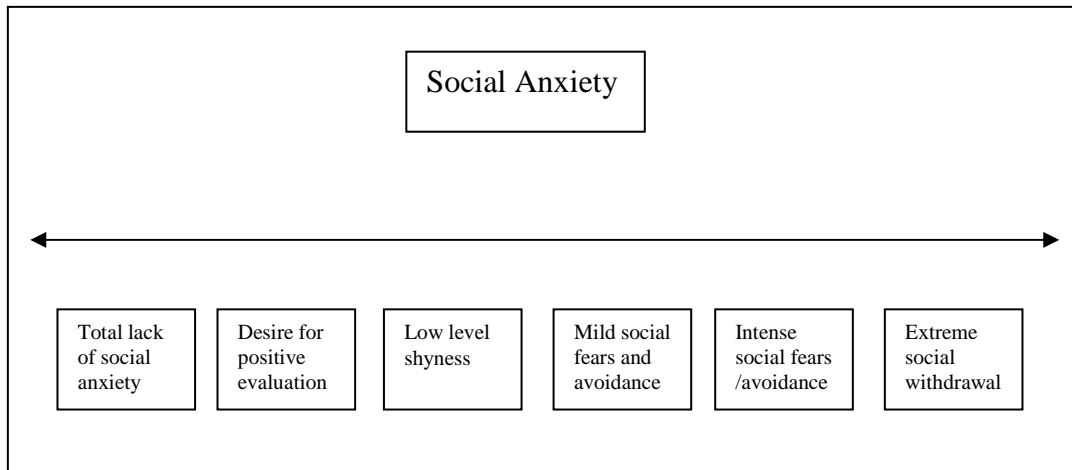 Social Anxiety
Total lack
of social
anxiety
Desire for
positive
evaluation
Low level
shyness
Mild social
fears and
avoidance
Intense
social fears
/avoidance
Extreme
social
withdrawal